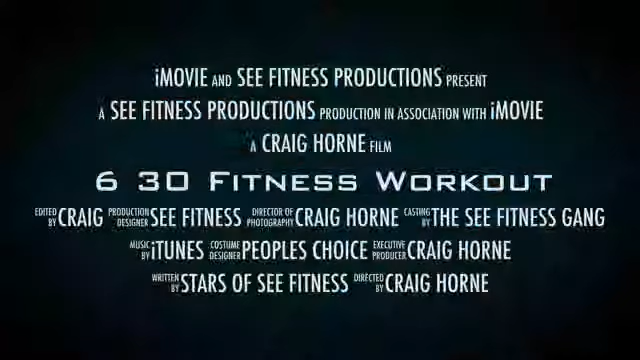 iMOVIE AND SEE FITNESS PRODUCTIONS PRESENT
A SEE FITNESS PRODUCTIONS PRODUCTION IN ASSOCIATION WITH iMOVIE
A CRAIG HORNE FILM
6 30 FITNESS WORKOUT
EDITED BY CRAIG PRODUCTION DESIGNER SEE FITNESS DIRECTOR OF PHOTOGRAPHY CRAIG HORNE CASTING BY THE SEE FITNESS GANG
MUSIC BY iTUNES COSTUME DESIGNER PEOPLES CHOICE EXECUTIVE PRODUCER CRAIG HORNE
WRITTEN BY STARS OF SEE FITNESS DIRECTED BY CRAIG HORNE